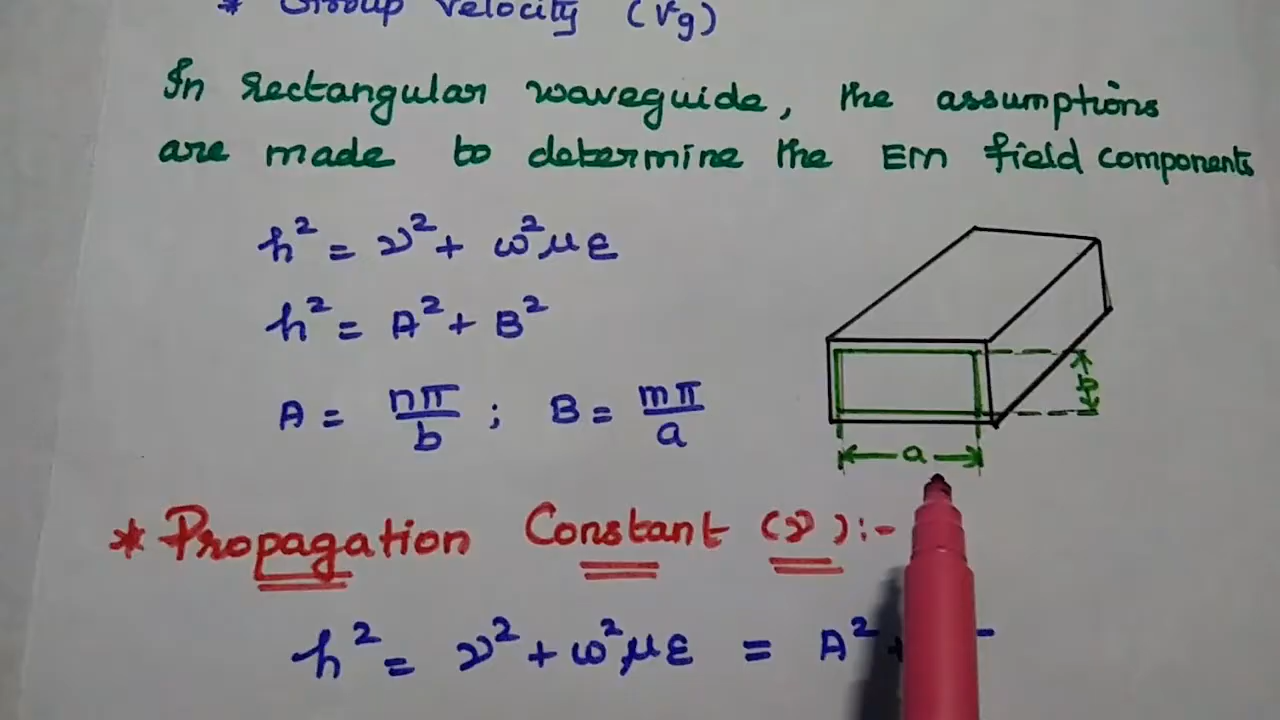 * Group Velocity (Vg)
In rectangular waveguide, the assumptions
are made to determine the EM field components
h² = γ² + ω²με
h² = A² + B²
A = nπ/b ; B = mπ/a
b
a
* Propagation Constant (γ) :-
h² = γ² + ω²με = A² +